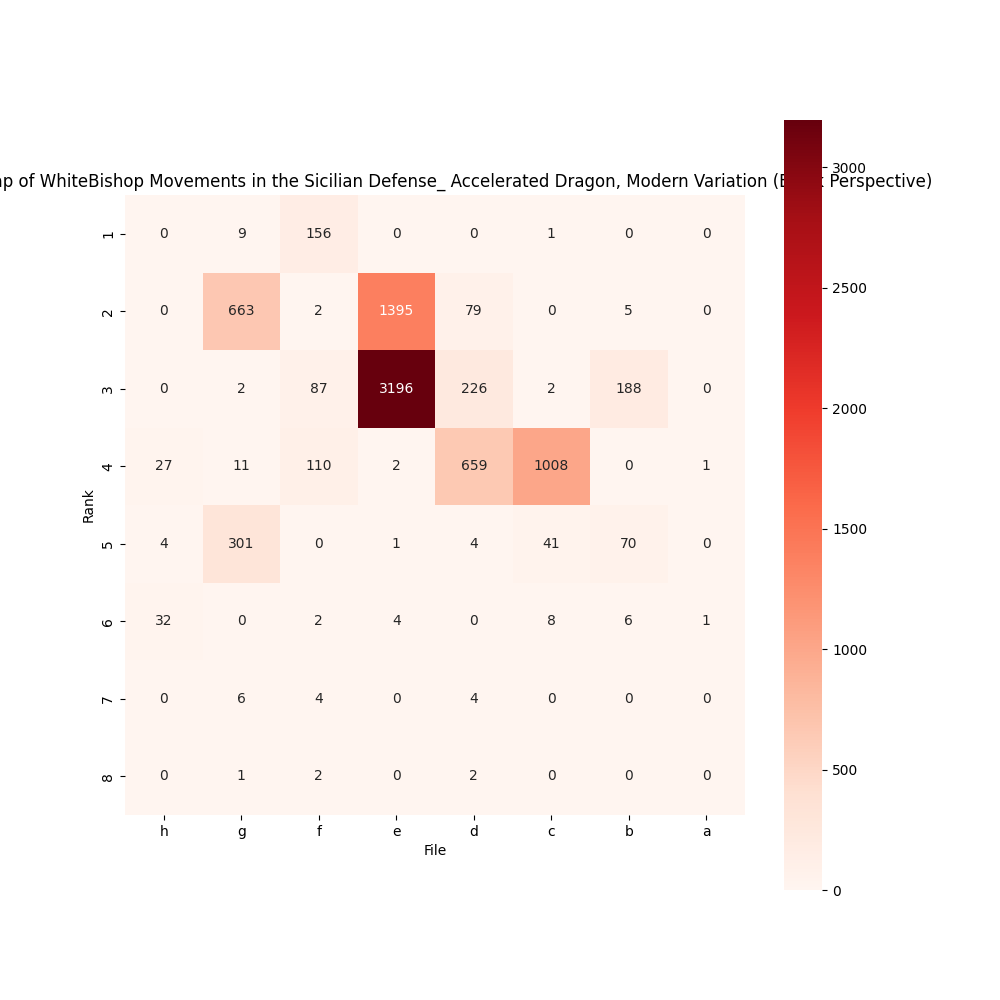 of WhiteBishop Movements in the Sicilian Defense_ Accelerated Dragon, Modern Variation ( Perspective)
3000
1 0 9 156 0 0 1 0 0
2 0 663 2 1395 79 0 5 0
2500
3 0 2 87 3196 226 2 188 0
2000
4 27 11 110 2 659 1008 0 1
Rank
5 4 301 0 1 4 41 70 0
1500
6 32 0 2 4 0 8 6 1
1000
7 0 6 4 0 4 0 0 0
8 0 1 2 0 2 0 0 0
500
h g f e d c b a
File
0